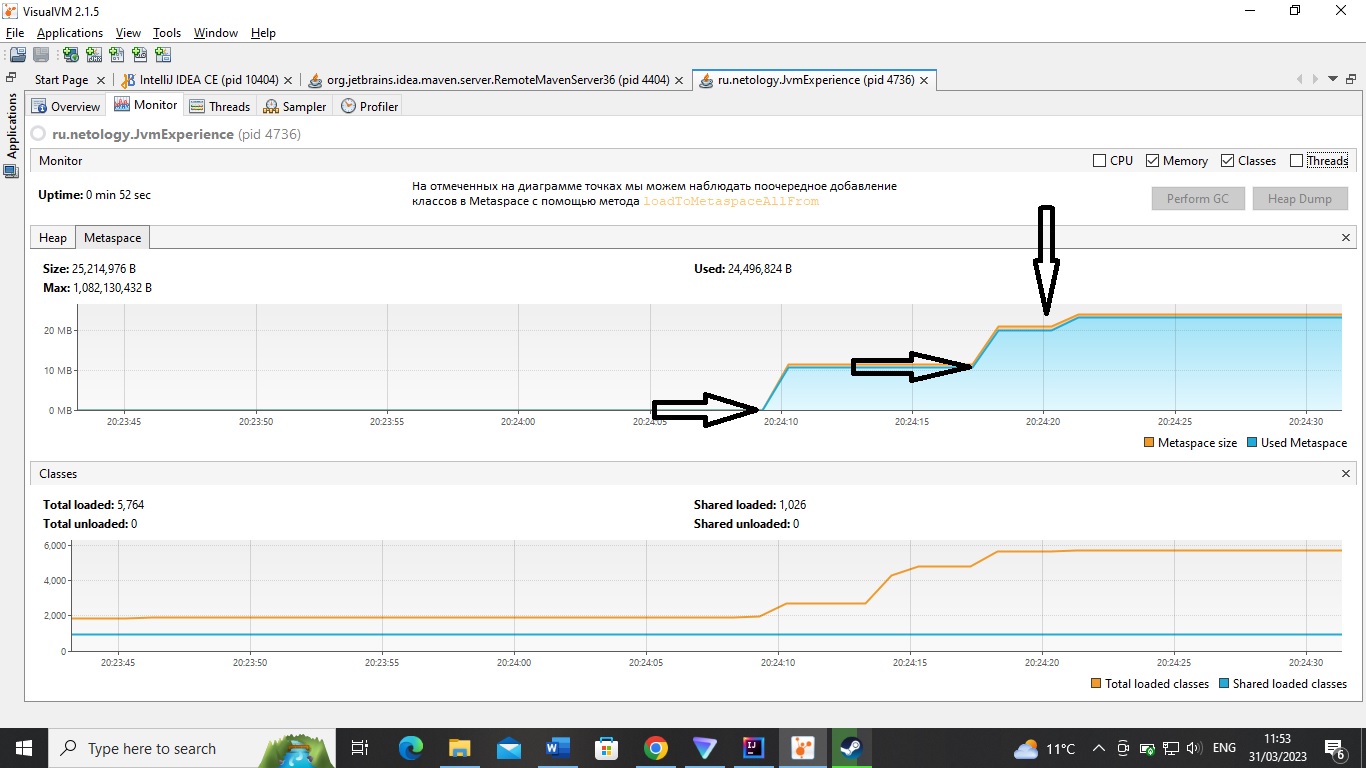 VisualVM 2.1.5
File Applications View Tools Window Help
Start Page IntelliJ IDEA CE (pid 10404) org.jetbrains.idea.maven.server.RemoteMavenServer36 (pid 4404) ru.netology.JvmExperience (pid 4736)
Applications
Overview Monitor Threads Sampler Profiler
ru.netology.JvmExperience (pid 4736)
Monitor CPU Memory Classes Threads
Uptime: 0 min 52 sec
На отмеченных на диаграмме точках мы можем наблюдать поочередное добавление
классов в Metaspace с помощью метода loadToMetaspaceAllFrom
Perform GC Heap Dump
Heap Metaspace
Size: 25,214,976 B Used: 24,496,824 B
Max: 1,082,130,432 B
20 MB
10 MB
0 MB
20:23:45 20:23:50 20:23:55 20:24:00 20:24:05 20:24:10 20:24:15 20:24:20 20:24:25 20:24:30
Metaspace size Used Metaspace
Classes
Total loaded: 5,764 Shared loaded: 1,026
Total unloaded: 0 Shared unloaded: 0
6,000
4,000
2,000
0
20:23:45 20:23:50 20:23:55 20:24:00 20:24:05 20:24:10 20:24:15 20:24:20 20:24:25 20:24:30
Total loaded classes Shared loaded classes
Type here to search 11°C ENG 11:53
31/03/2023 6